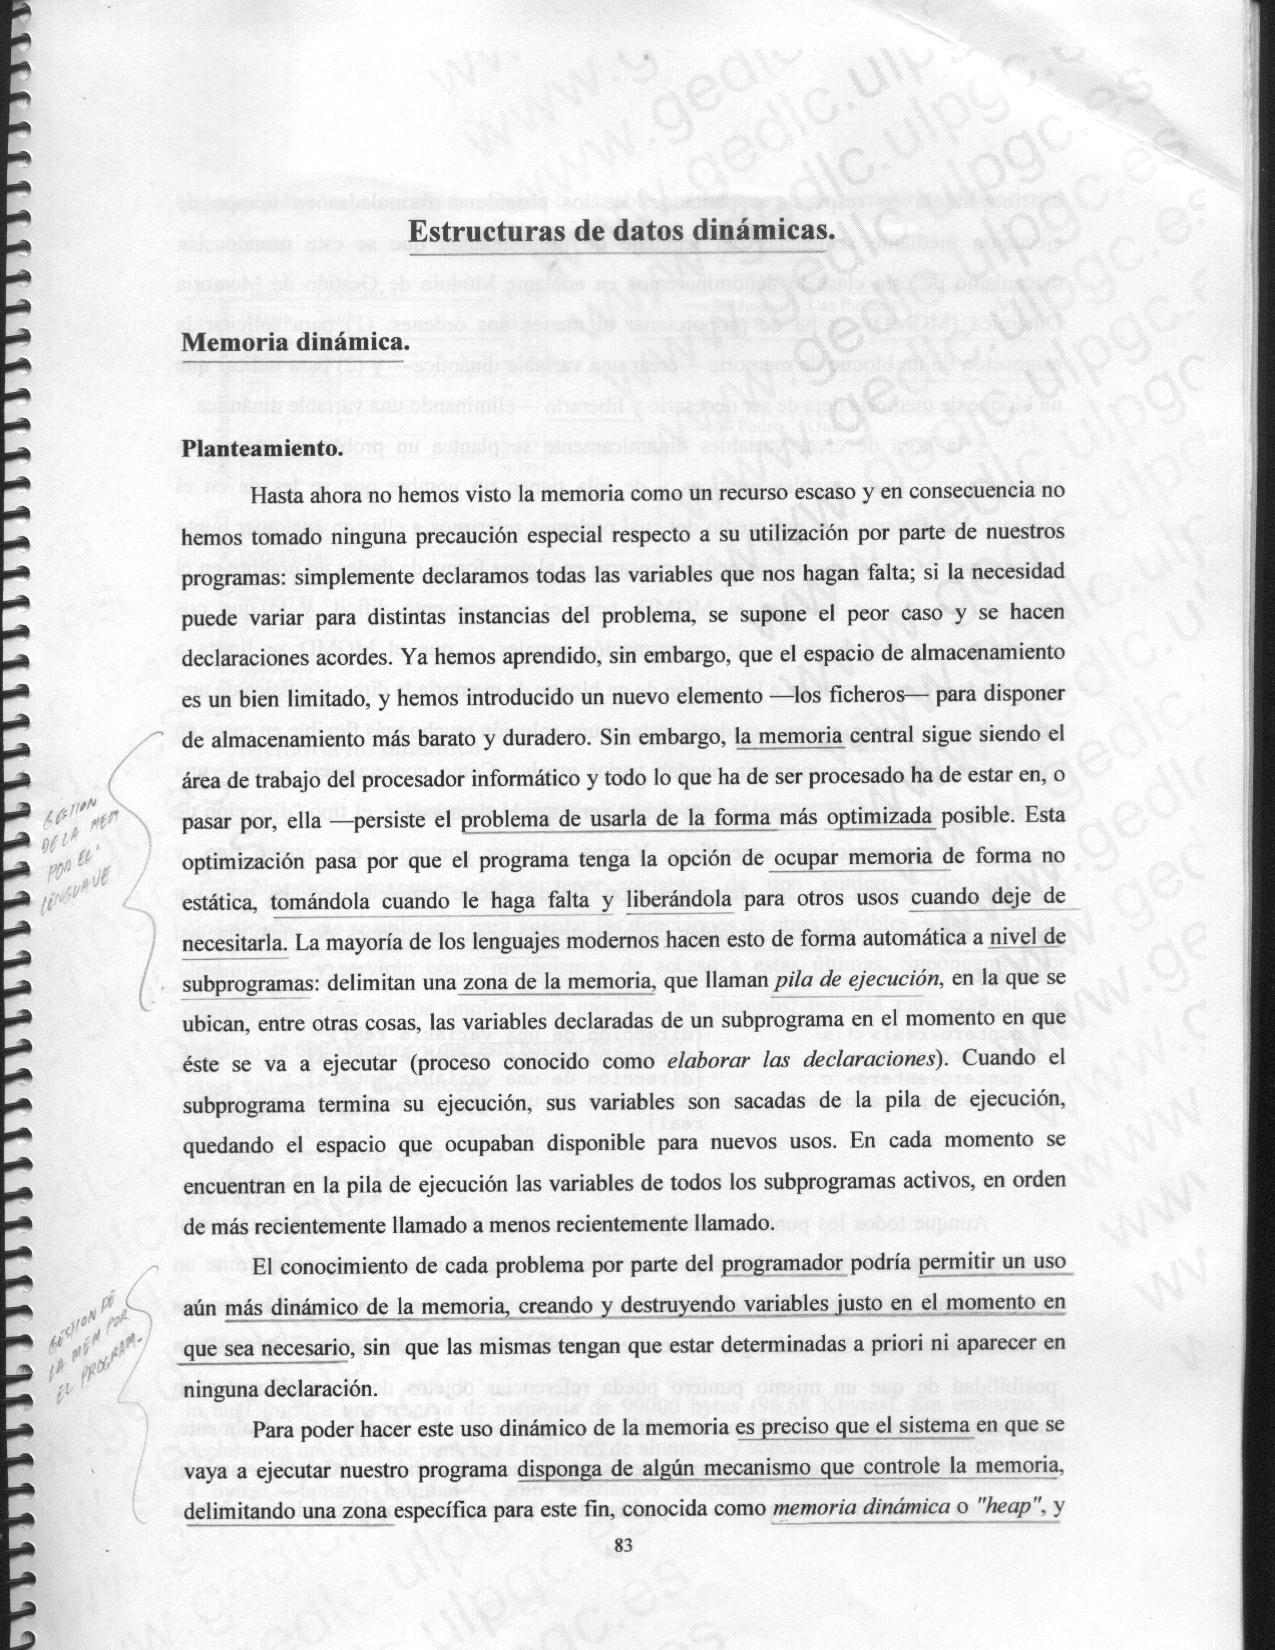 Estructuras de datos dinámicas.
Memoria dinámica.
Planteamiento.
Hasta ahora no hemos visto la memoria como un recurso escaso y en consecuencia no
hemos tomado ninguna precaución especial respecto a su utilización por parte de nuestros
programas: simplemente declaramos todas las variables que nos hagan falta; si la necesidad
puede variar para distintas instancias del problema, se supone el peor caso y se hacen
declaraciones acordes. Ya hemos aprendido, sin embargo, que el espacio de almacenamiento
es un bien limitado, y hemos introducido un nuevo elemento —los ficheros— para disponer
de almacenamiento más barato y duradero. Sin embargo, la memoria central sigue siendo el
área de trabajo del procesador informático y todo lo que ha de ser procesado ha de estar en, o
pasar por, ella —persiste el problema de usarla de la forma más optimizada posible. Esta
optimización pasa por que el programa tenga la opción de ocupar memoria de forma no
estática, tomándola cuando le haga falta y liberándola para otros usos cuando deje de
necesitarla. La mayoría de los lenguajes modernos hacen esto de forma automática a nivel de
subprogramas: delimitan una zona de la memoria, que llaman pila de ejecución, en la que se
ubican, entre otras cosas, las variables declaradas de un subprograma en el momento en que
éste se va a ejecutar (proceso conocido como elaborar las declaraciones). Cuando el
subprograma termina su ejecución, sus variables son sacadas de la pila de ejecución,
quedando el espacio que ocupaban disponible para nuevos usos. En cada momento se
encuentran en la pila de ejecución las variables de todos los subprogramas activos, en orden
de más recientemente llamado a menos recientemente llamado.
El conocimiento de cada problema por parte del programador podría permitir un uso
aún más dinámico de la memoria, creando y destruyendo variables justo en el momento en
que sea necesario, sin que las mismas tengan que estar determinadas a priori ni aparecer en
ninguna declaración.
Para poder hacer este uso dinámico de la memoria es preciso que el sistema en que se
vaya a ejecutar nuestro programa disponga de algún mecanismo que controle la memoria,
delimitando una zona específica para este fin, conocida como memoria dinámica o "heap", y
83
GESTION
DE LA MEM
POR EL
LENGUAJE
GESTION DE
LA MEM POR
EL PROGRAM.
www.gedlc.ulpgc.es